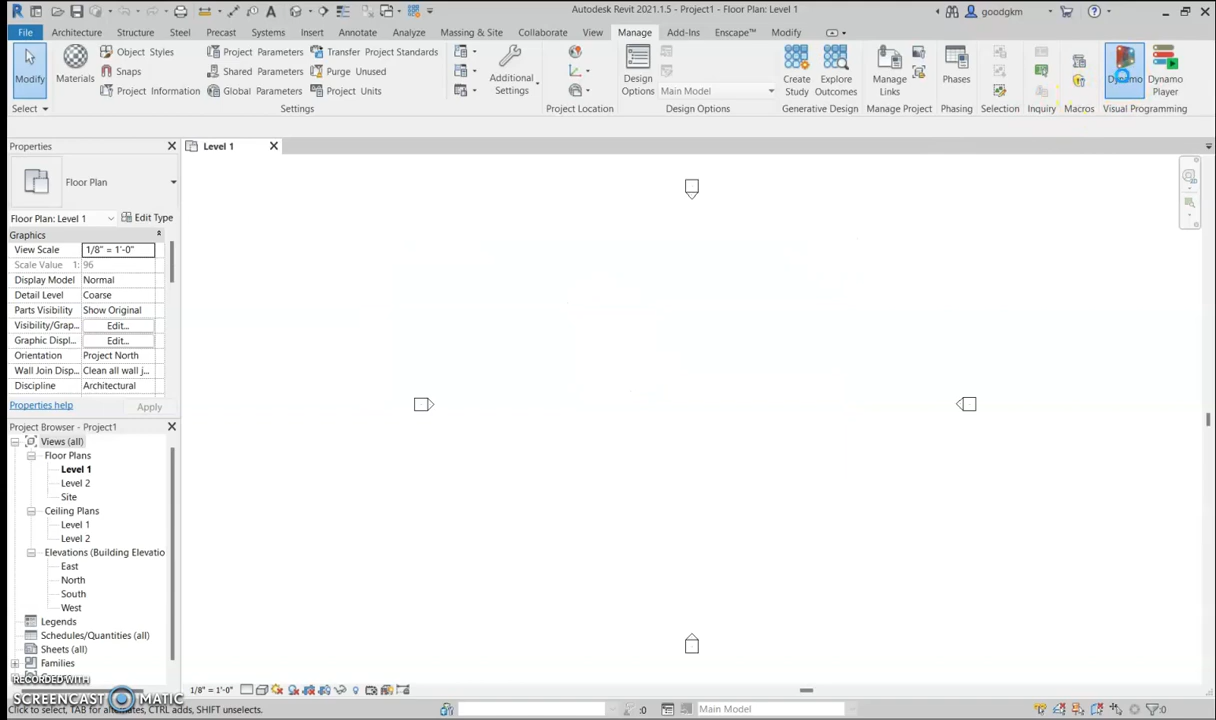 Autodesk Revit 2021.1.5 - Project1 - Floor Plan: Level 1
goodgkm
File Architecture Structure Steel Precast Systems Insert Annotate Analyze Massing & Site Collaborate View Manage Add-Ins Enscape™ Modify
Object Styles Project Parameters Transfer Project Standards
Snaps Shared Parameters Purge Unused
Project Information Global Parameters Project Units
Modify Materials Additional Settings
Design Options Main Model
Create Study Explore Outcomes
Manage Links Phases
Dynamo Dynamo Player
Select Settings Project Location Design Options Generative Design Manage Project Phasing Selection Inquiry Macros Visual Programming
Properties
Level 1
Floor Plan
Floor Plan: Level 1 Edit Type
Graphics
View Scale 1/8" = 1'-0"
Scale Value 1: 96
Display Model Normal
Detail Level Coarse
Parts Visibility Show Original
Visibility/Grap... Edit...
Graphic Displ... Edit...
Orientation Project North
Wall Join Disp... Clean all wall j...
Discipline Architectural
Properties help Apply
Project Browser - Project1
Views (all)
Floor Plans
Level 1
Level 2
Site
Ceiling Plans
Level 1
Level 2
Elevations (Building Elevatio
East
North
South
West
Legends
Schedules/Quantities (all)
Sheets (all)
Families
RECORDED WITH
SCREENCAST MATIC
1/8" = 1'-0"
Click to select, TAB for alternates, CTRL adds, SHIFT unselects.
:0 Main Model :0